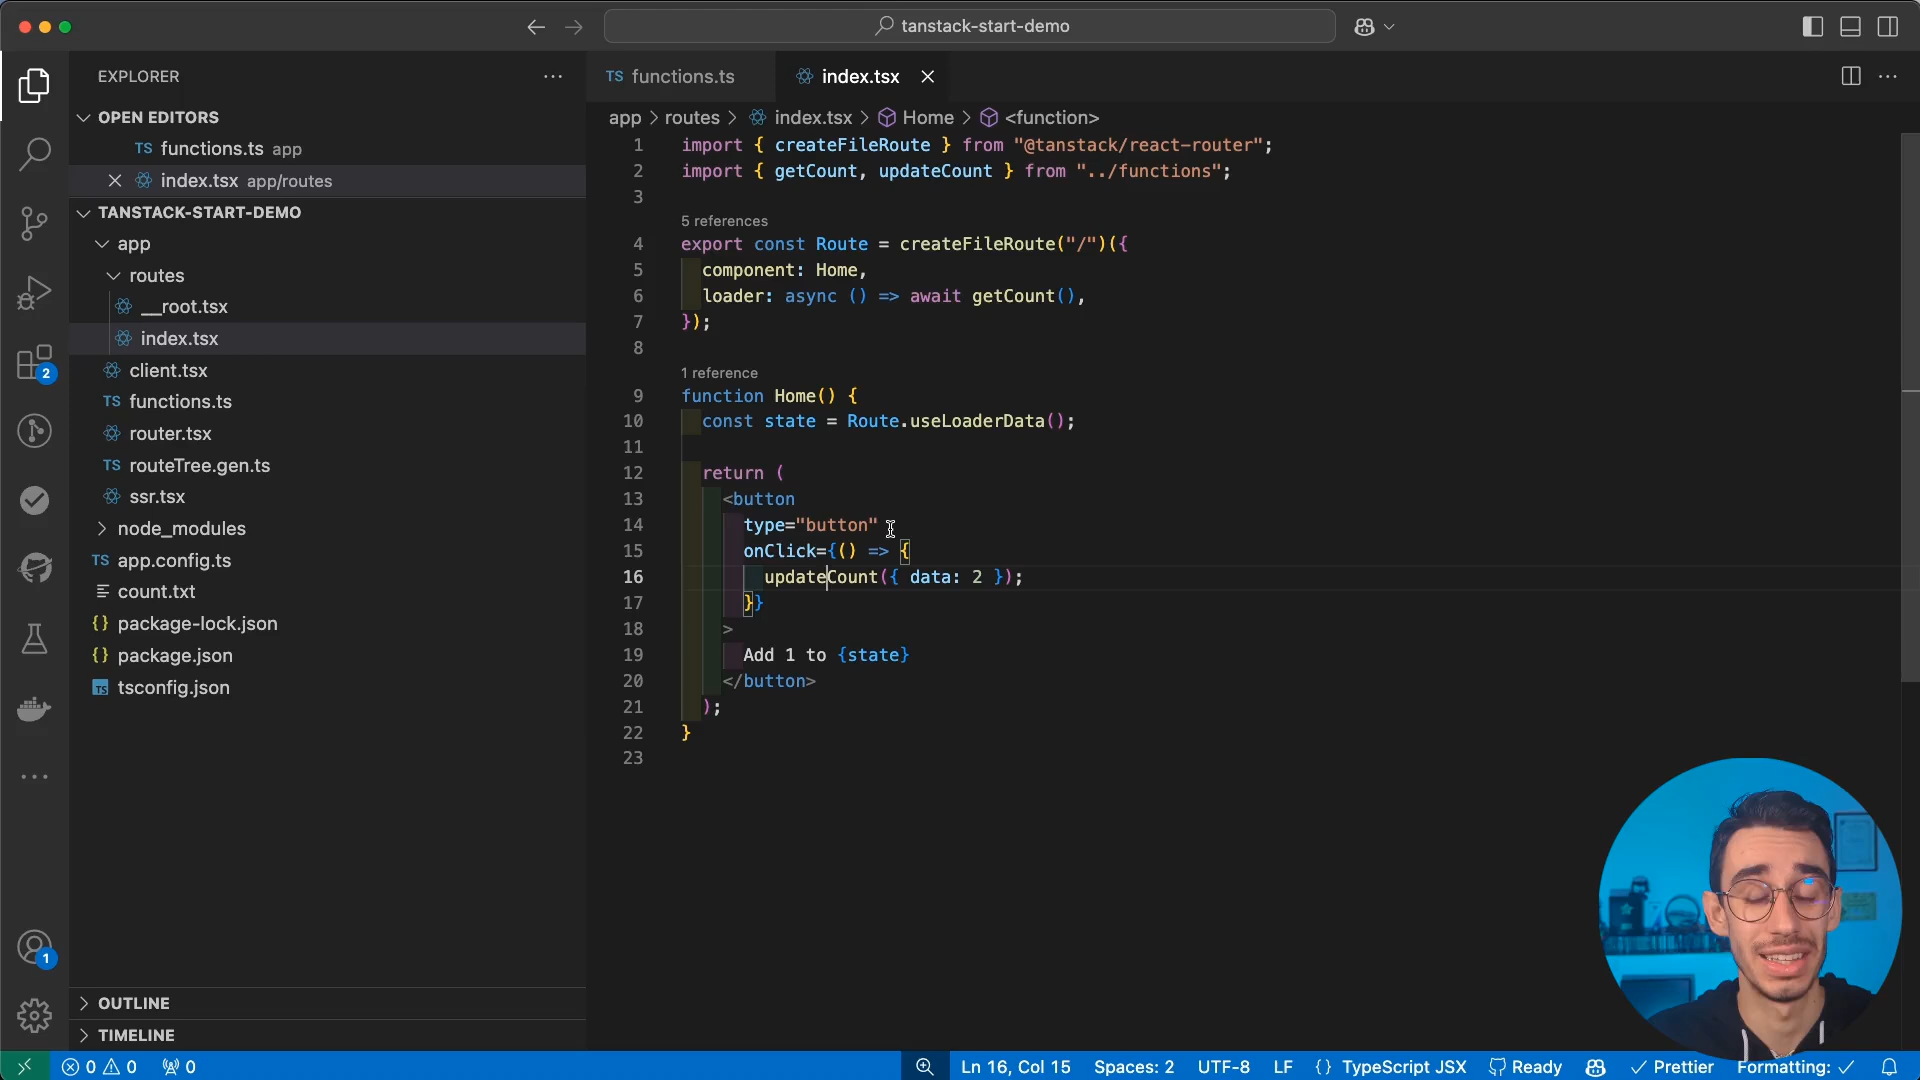 tanstack-start-demo
EXPLORER
OPEN EDITORS
TS functions.ts app
index.tsx app/routes
TANSTACK-START-DEMO
app
routes
__root.tsx
index.tsx
client.tsx
TS functions.ts
router.tsx
TS routeTree.gen.ts
ssr.tsx
node_modules
TS app.config.ts
count.txt
{} package-lock.json
{} package.json
TS tsconfig.json
OUTLINE
TIMELINE
2
1
TS functions.ts
index.tsx
app > routes > index.tsx > Home > <function>
1 import { createFileRoute } from "@tanstack/react-router";
2 import { getCount, updateCount } from "../functions";
3
5 references
4 export const Route = createFileRoute("/")({
5 component: Home,
6 loader: async () => await getCount(),
7 });
8
1 reference
9 function Home() {
10 const state = Route.useLoaderData();
11
12 return (
13 <button
14 type="button"
15 onClick={() => {
16 updateCount({ data: 2 });
17 }}
18 >
19 Add 1 to {state}
20 </button>
21 );
22 }
23
0 0 0 Ln 16, Col 15 Spaces: 2 UTF-8 LF {} TypeScript JSX Ready Prettier Formatting: ✓